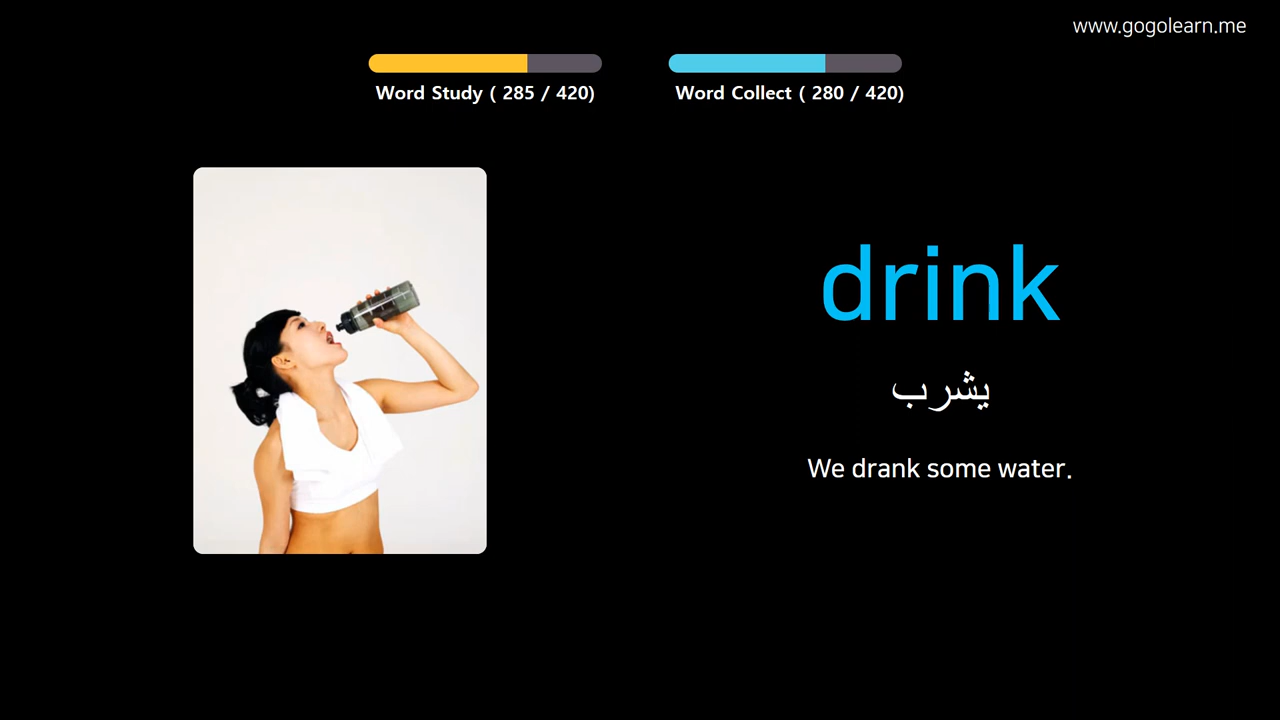 www.gogolearn.me
Word Study ( 285 / 420)
Word Collect ( 280 / 420)
drink
يشرب
We drank some water.